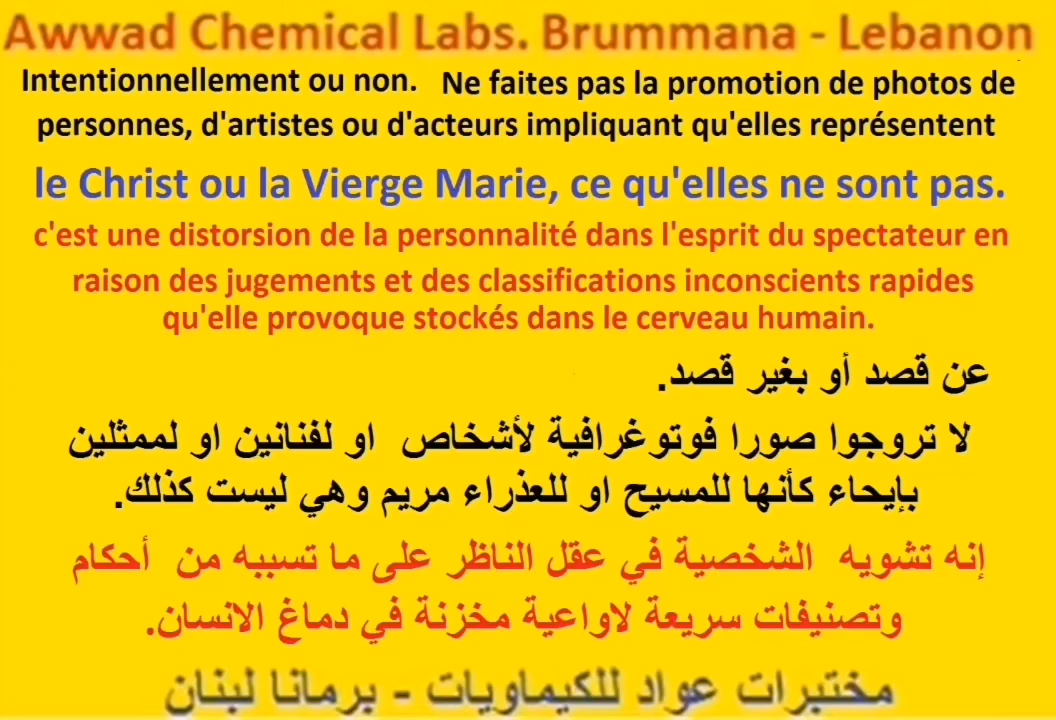 Awwad Chemical Labs. Brummana - Lebanon
Intentionnellement ou non. Ne faites pas la promotion de photos de
personnes, d'artistes ou d'acteurs impliquant qu'elles représentent
le Christ ou la Vierge Marie, ce qu'elles ne sont pas.
c'est une distorsion de la personnalité dans l'esprit du spectateur en
raison des jugements et des classifications inconscients rapides
qu'elle provoque stockés dans le cerveau humain.
عن قصد أو بغير قصد.
لا تروجوا صورا فوتوغرافية لأشخاص او لفنانين او لممثلين
بإيحاء كأنها للمسيح او للعذراء مريم وهي ليست كذلك.
إنه تشويه الشخصية في عقل الناظر على ما تسببه من أحكام
وتصنيفات سريعة لاواعية مخزنة في دماغ الانسان.
مختبرات عواد للكيماويات - برمانا لبنان